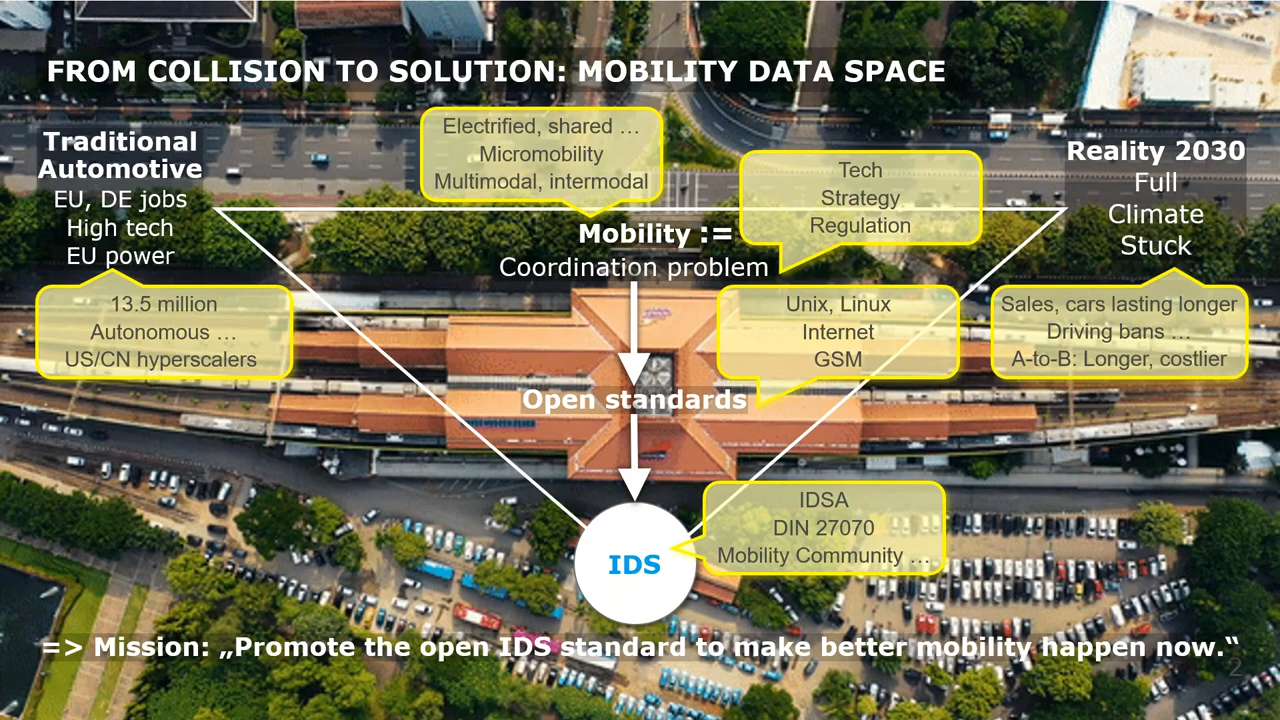 FROM COLLISION TO SOLUTION: MOBILITY DATA SPACE
Traditional
Automotive
EU, DE jobs
High tech
EU power
13.5 million
Autonomous …
US/CN hyperscalers
Electrified, shared …
Micromobility
Multimodal, intermodal
Mobility :=
Coordination problem
Tech
Strategy
Regulation
Reality 2030
Full
Climate
Stuck
Sales, cars lasting longer
Driving bans …
A-to-B: Longer, costlier
Unix, Linux
Internet
GSM
Open standards
IDSA
DIN 27070
Mobility Community …
IDS
=> Mission: „Promote the open IDS standard to make better mobility happen now.“
2